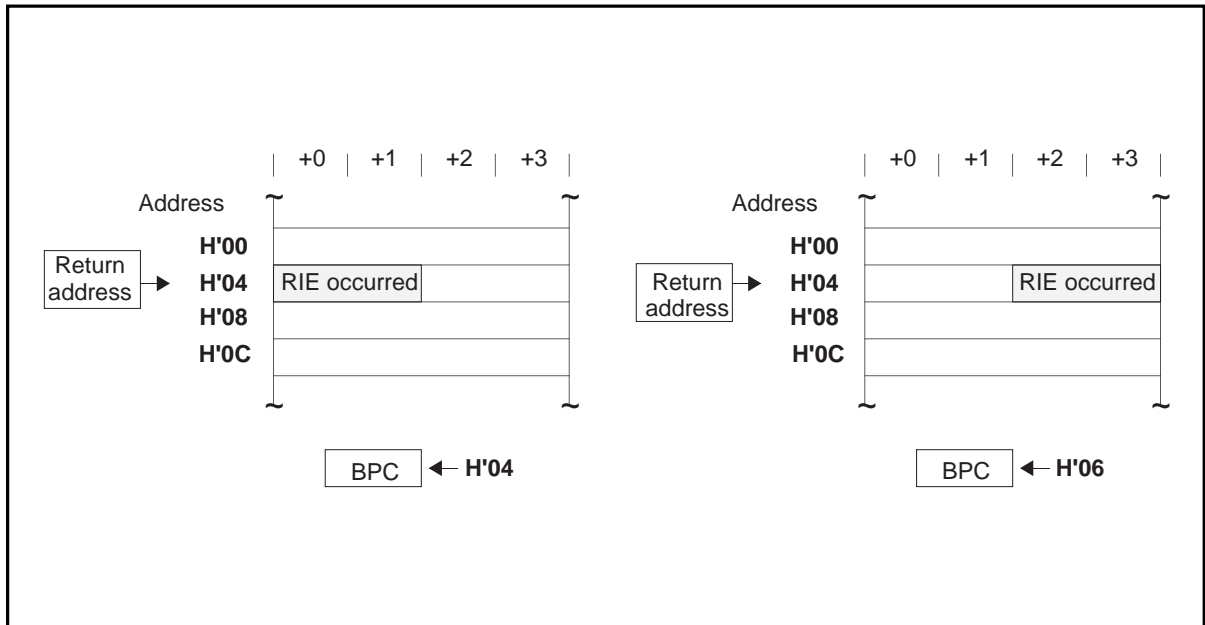 | +0 | +1 | +2 | +3 |
Address
H'00
Return address
H'04
RIE occurred
H'08
H'0C
BPC
H'04
| +0 | +1 | +2 | +3 |
Address
H'00
Return address
H'04
RIE occurred
H'08
H'0C
BPC
H'06